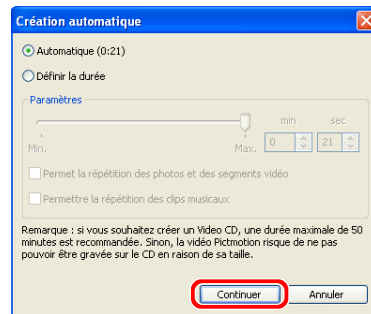 Création automatique
Automatique (0:21)
Définir la durée
Paramètres
min sec
Min. Max. 0 21
Permet la répétition des photos et des segments vidéo
Permettre la répétition des clips musicaux
Remarque : si vous souhaitez créer un Video CD, une durée maximale de 50
minutes est recommandée. Sinon, la vidéo Pictmotion risque de ne pas
pouvoir être gravée sur le CD en raison de sa taille.
Continuer Annuler